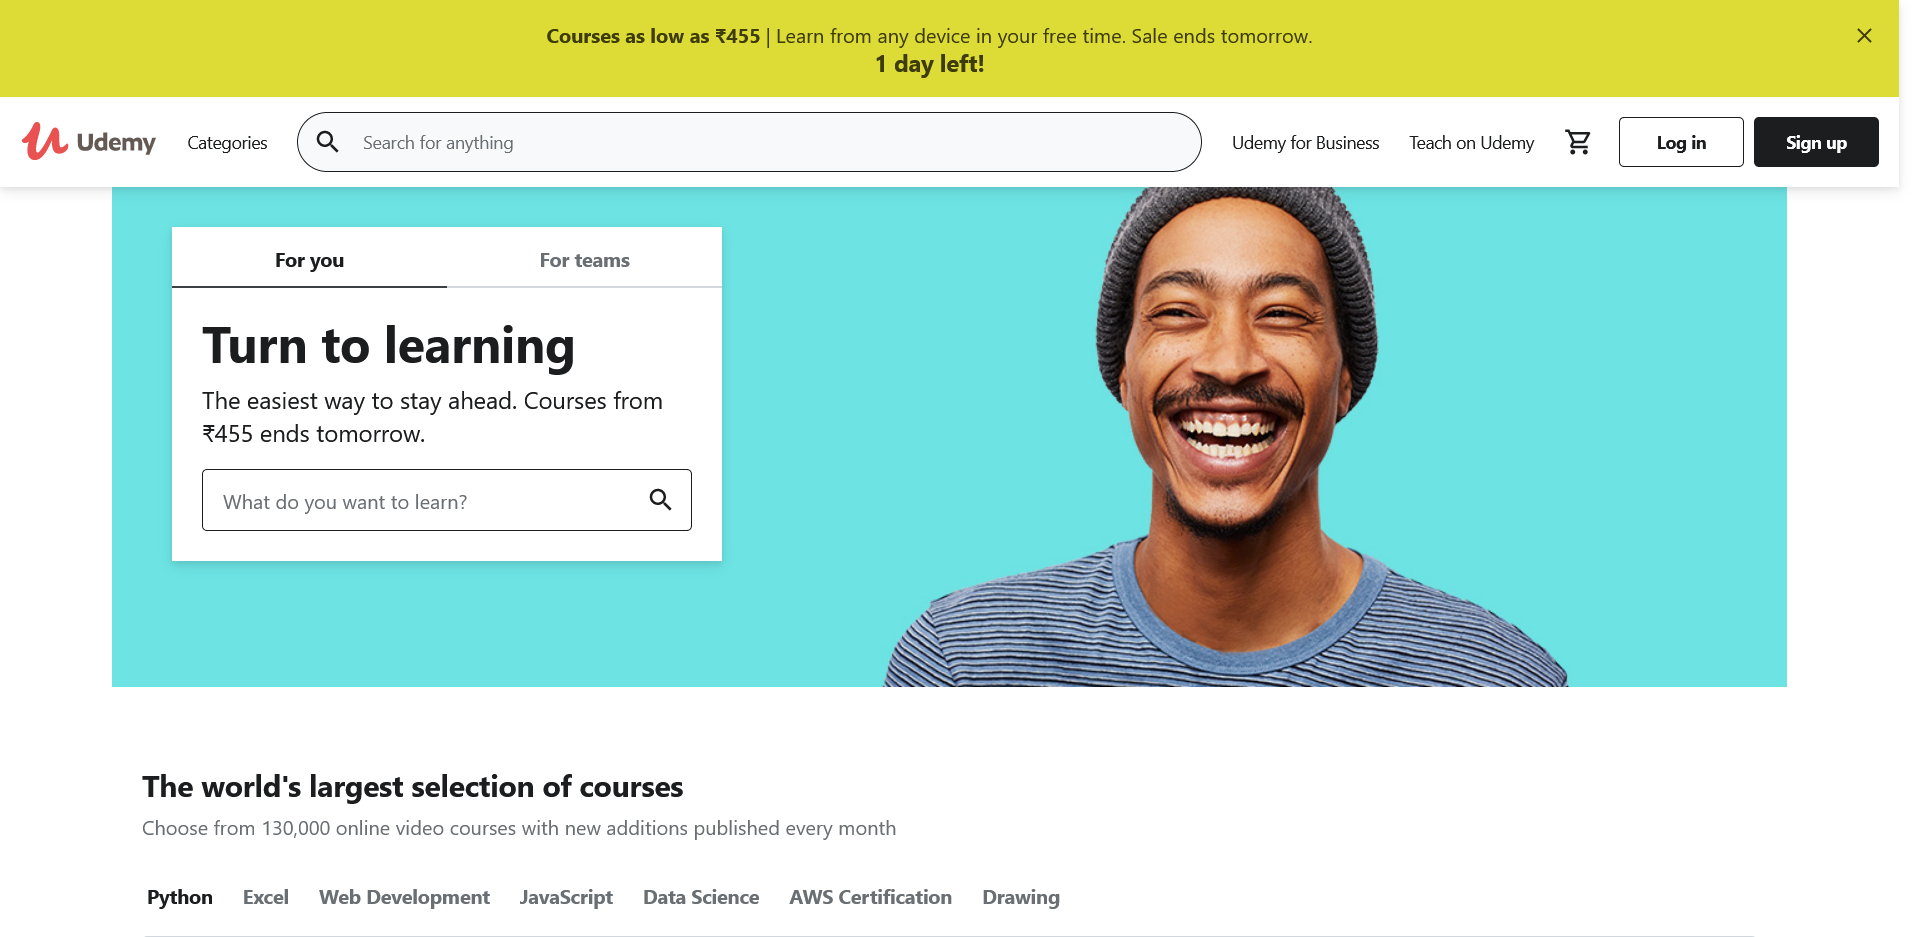 Courses as low as ₹455 | Learn from any device in your free time. Sale ends tomorrow.
1 day left!
Udemy
Categories
Search for anything
Udemy for Business
Teach on Udemy
Log in
Sign up
For you
For teams
Turn to learning
The easiest way to stay ahead. Courses from
₹455 ends tomorrow.
What do you want to learn?
The world's largest selection of courses
Choose from 130,000 online video courses with new additions published every month
Python
Excel
Web Development
JavaScript
Data Science
AWS Certification
Drawing